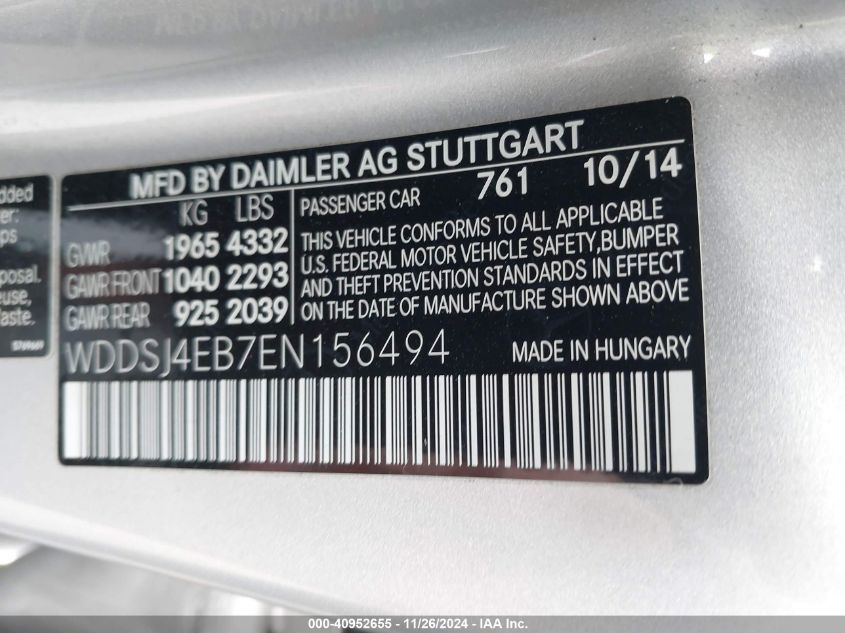 MFD BY DAIMLER AG STUTTGART
KG LBS
GVWR 1965 4332
GAWR FRONT 1040 2293
GAWR REAR 925 2039
PASSENGER CAR 761 10/14
THIS VEHICLE CONFORMS TO ALL APPLICABLE
U.S. FEDERAL MOTOR VEHICLE SAFETY,BUMPER
AND THEFT PREVENTION STANDARDS IN EFFECT
ON THE DATE OF MANUFACTURE SHOWN ABOVE
WDDSJ4EB7EN156494 MADE IN HUNGARY
000-40952655 - 11/26/2024 - IAA Inc.